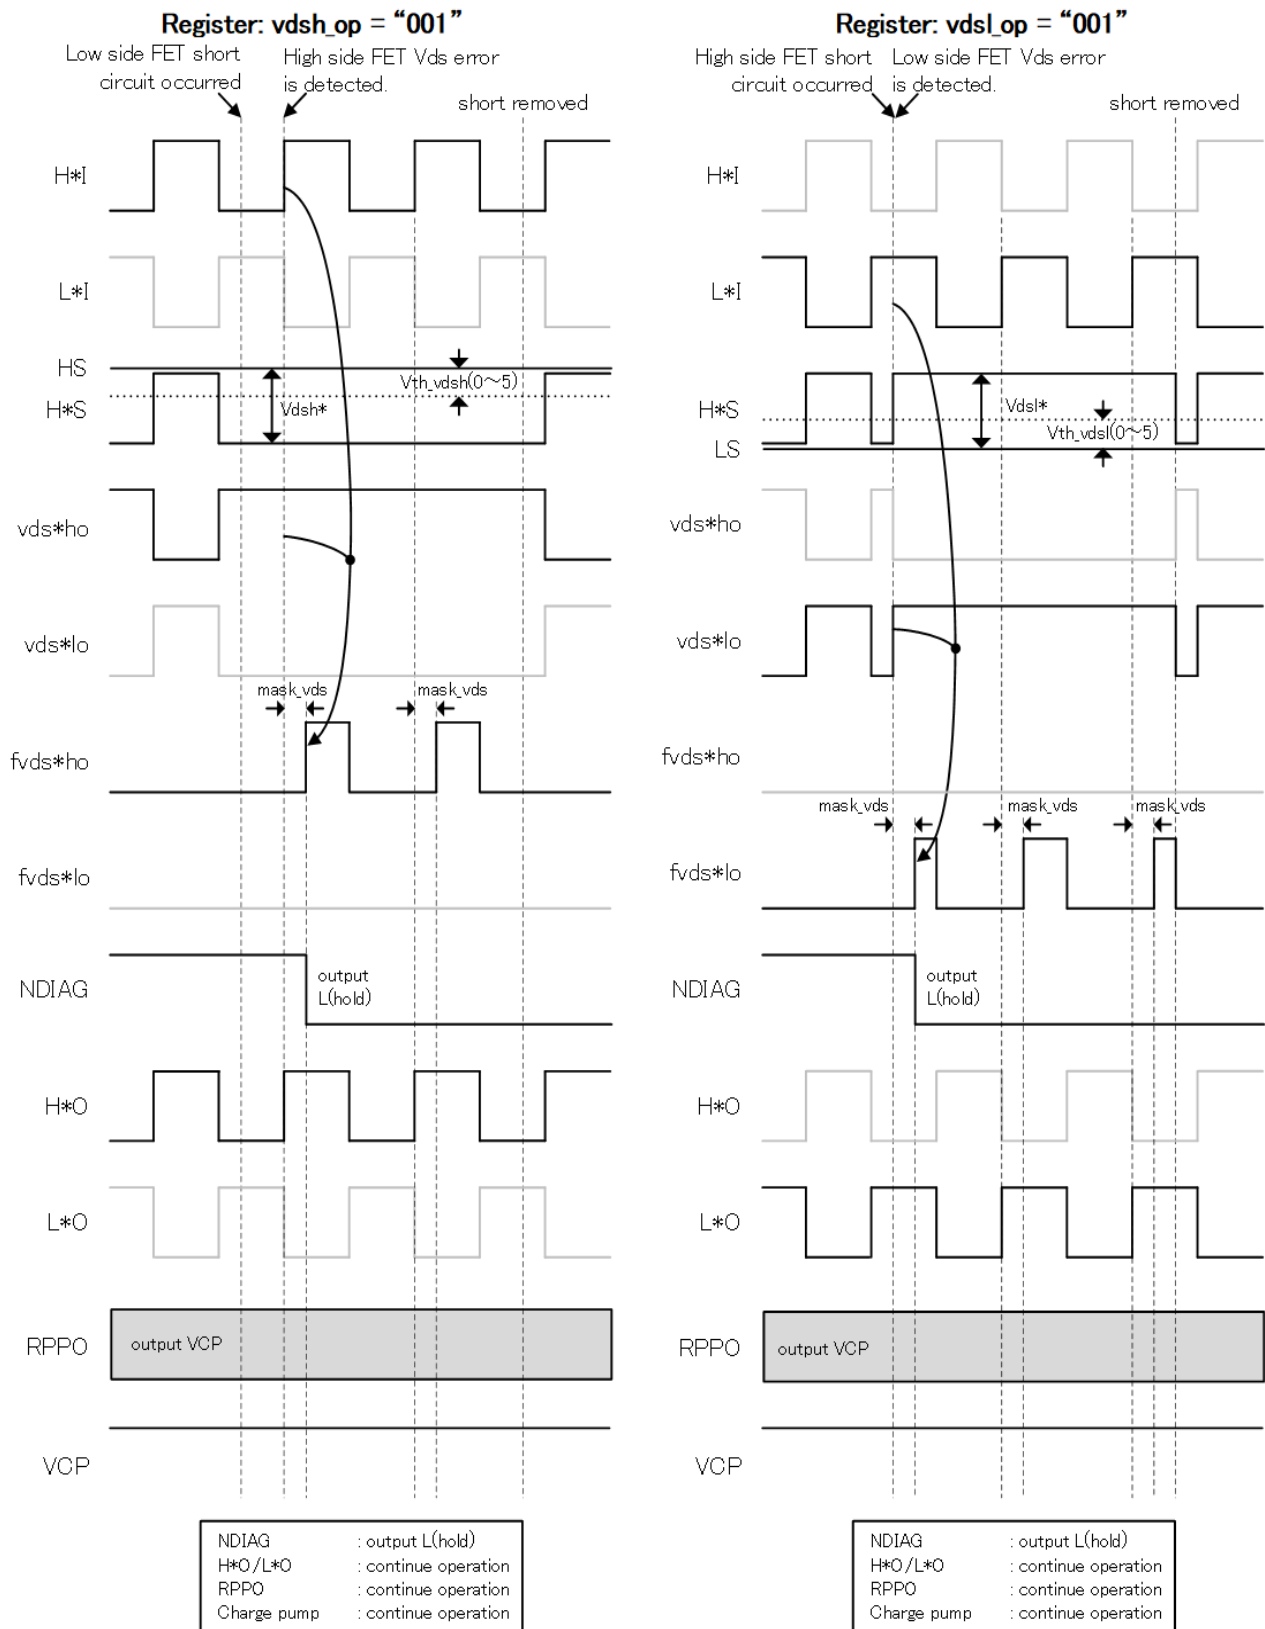 Register: vdsh_op = “001”
Low side FET short
circuit occurred
High side FET Vds error
is detected.
short removed
H*I
L*I
HS
Vth_vdsh(0～5)
H*S
Vdsh*
vds*ho
vds*lo
mask_vds
mask_vds
fvds*ho
fvds*lo
NDIAG
output
L(hold)
H*O
L*O
RPPO
output VCP
VCP
NDIAG : output L(hold)
H*O/L*O : continue operation
RPPO : continue operation
Charge pump : continue operation
Register: vdsl_op = “001”
High side FET short
circuit occurred
Low side FET Vds error
is detected.
short removed
H*I
L*I
H*S
Vdsl*
Vth_vdsl(0～5)
LS
vds*ho
vds*lo
fvds*ho
mask_vds
mask_vds
mask_vds
fvds*lo
NDIAG
output
L(hold)
H*O
L*O
RPPO
output VCP
VCP
NDIAG : output L(hold)
H*O/L*O : continue operation
RPPO : continue operation
Charge pump : continue operation